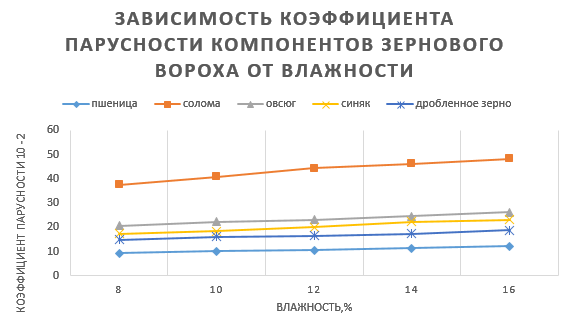 ЗАВИСИМОСТЬ КОЭФФИЦИЕНТА
ПАРУСНОСТИ КОМПОНЕНТОВ ЗЕРНОВОГО
ВОРОХА ОТ ВЛАЖНОСТИ
пшеница солома овсюг синяк дробленное зерно
КОЭФФИЦИЕНТ ПАРУСНОСТИ 10 -2
60
50
40
30
20
10
0
8 10 12 14 16
ВЛАЖНОСТЬ,%